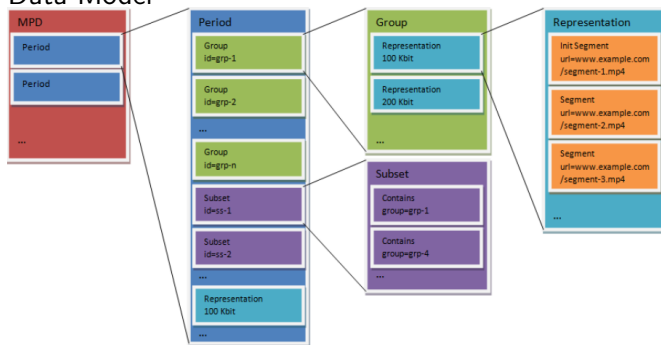 Data Model
MPD
Period
Period
...
Period
Group
id=grp-1
Group
id=grp-2
...
Group
id=grp-n
Subset
id=ss-1
Subset
id=ss-2
...
Representation
100 Kbit
...
Group
Representation
100 Kbit
Representation
200 Kbit
...
Subset
Contains
group=grp-1
Contains
group=grp-4
...
Representation
Init Segment
url=www.example.com
/segment-1.mp4
Segment
url=www.example.com
/segment-2.mp4
Segment
url=www.example.com
/segment-3.mp4
...